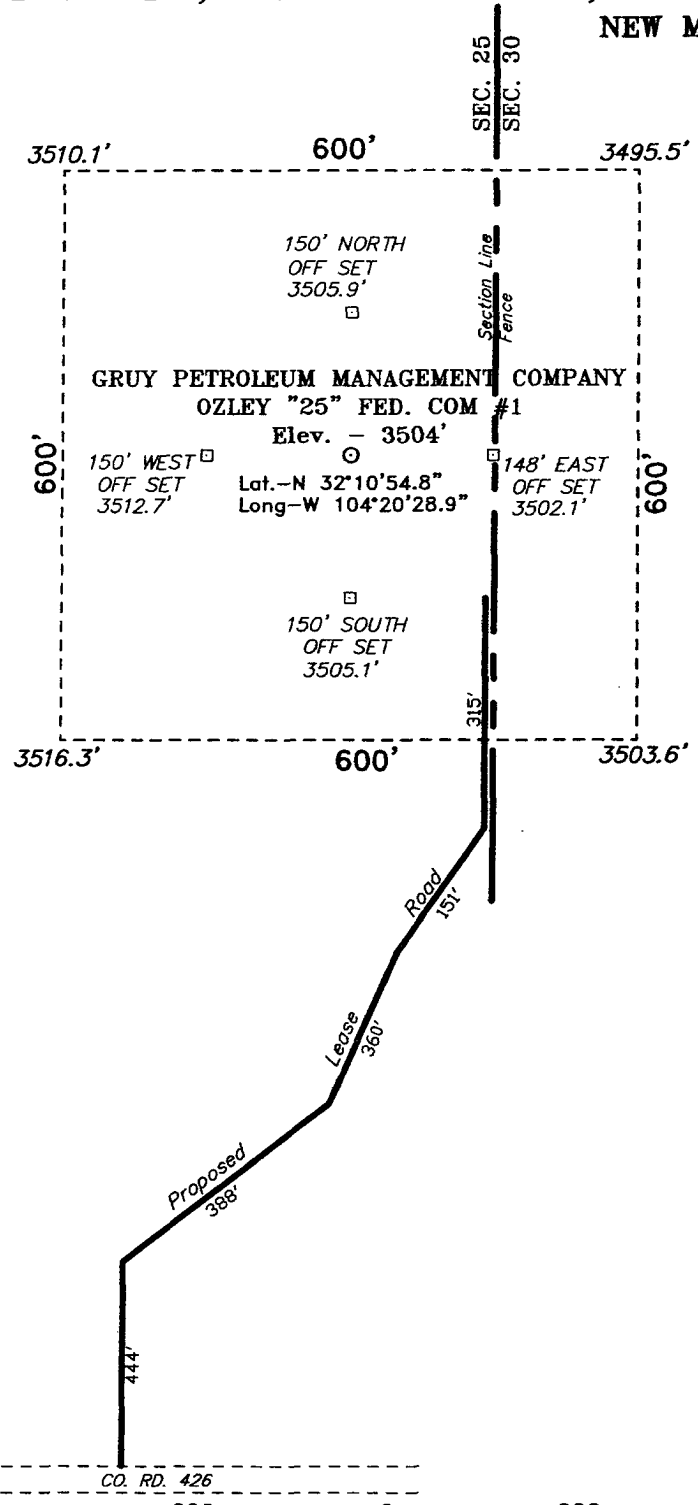 NEW M
SEC. 25
SEC. 30
3510.1'
600'
3495.5'
150' NORTH
OFF SET
3505.9'
Section Line
Fence
GRUY PETROLEUM MANAGEMENT COMPANY
OZLEY "25" FED. COM #1
Elev. - 3504'
600'
150' WEST
OFF SET
3512.7'
Lat.-N 32°10'54.8"
Long-W 104°20'28.9"
148' EAST
OFF SET
3502.1'
600'
150' SOUTH
OFF SET
3505.1'
315'
3516.3'
600'
3503.6'
Road
151'
Lease
360'
Proposed
388'
444'
CO. RD. 426